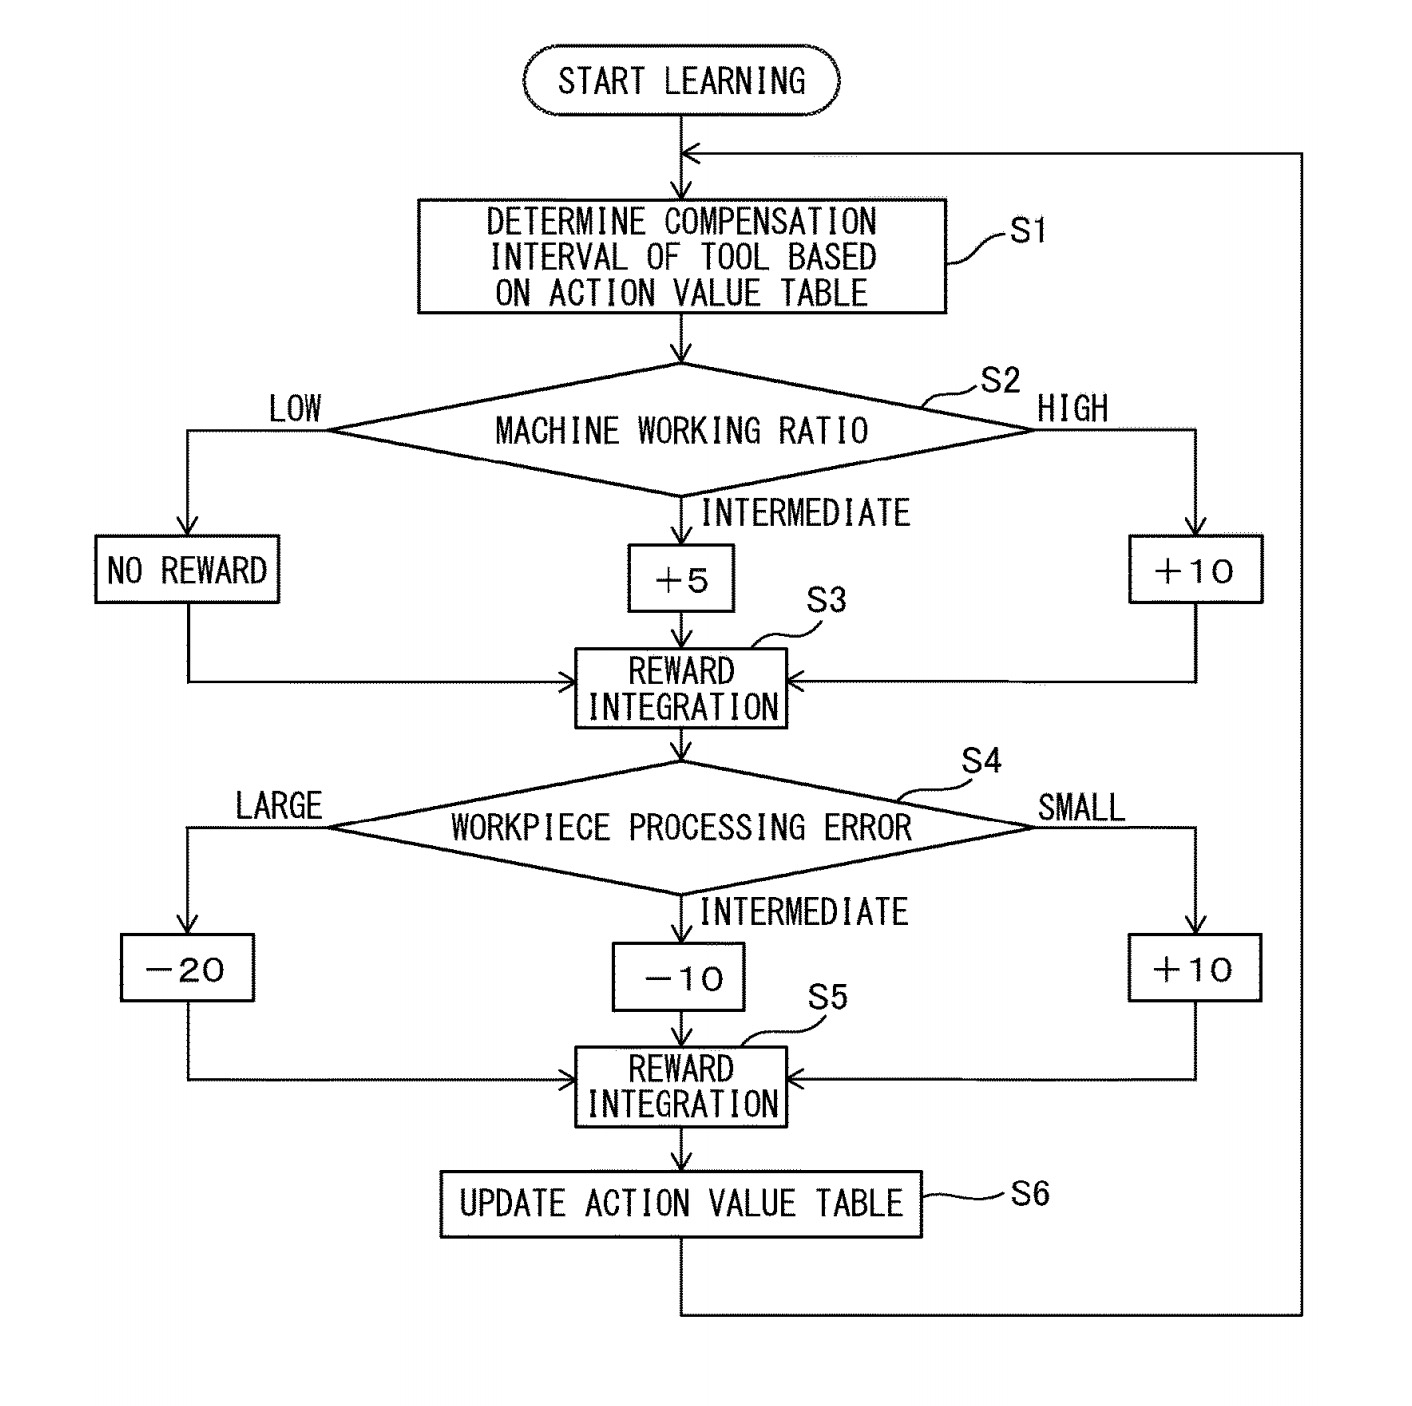 START LEARNING
DETERMINE COMPENSATION
INTERVAL OF TOOL BASED
ON ACTION VALUE TABLE
S1
S2
LOW
HIGH
MACHINE WORKING RATIO
INTERMEDIATE
NO REWARD
+5
+10
S3
REWARD
INTEGRATION
S4
LARGE
SMALL
WORKPIECE PROCESSING ERROR
INTERMEDIATE
-20
-10
+10
S5
REWARD
INTEGRATION
UPDATE ACTION VALUE TABLE
S6